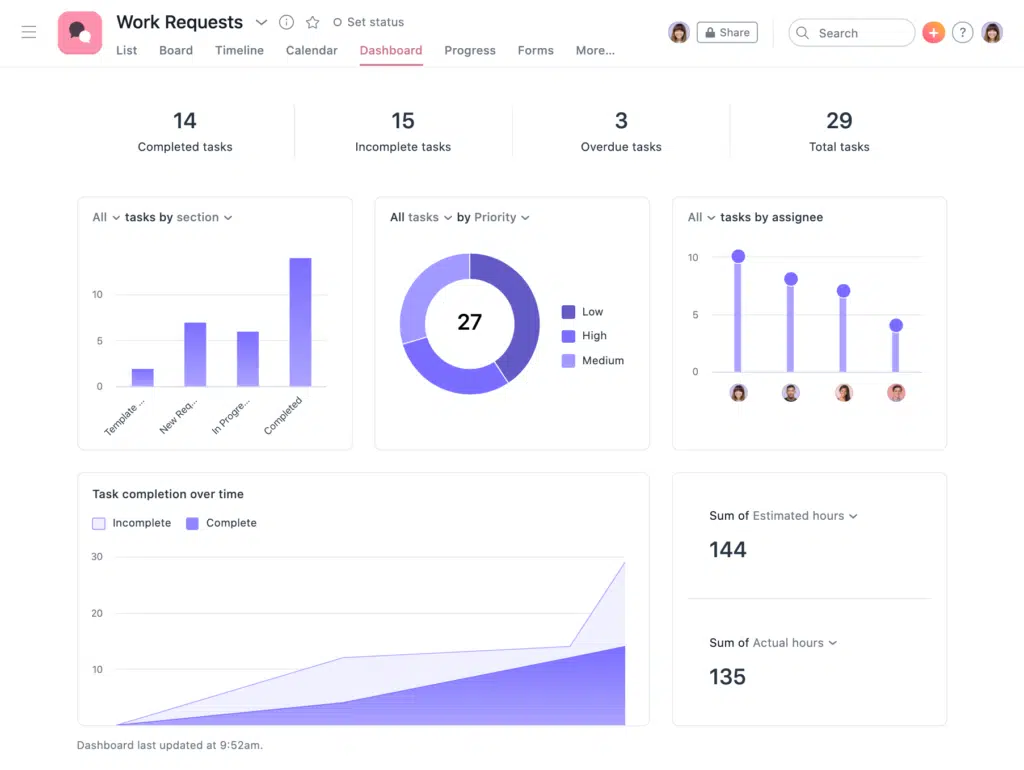 Work Requests
Set status
List Board Timeline Calendar Dashboard Progress Forms More...
Share
Search
?
14 15 3 29
Completed tasks Incomplete tasks Overdue tasks Total tasks
All tasks by section
10
5
0
Template ...
New Req...
In Progre...
Completed
All tasks by Priority
27
Low
High
Medium
All tasks by assignee
10
5
0
Task completion over time
Incomplete Complete
30
20
10
Sum of Estimated hours
144
Sum of Actual hours
135
Dashboard last updated at 9:52am.